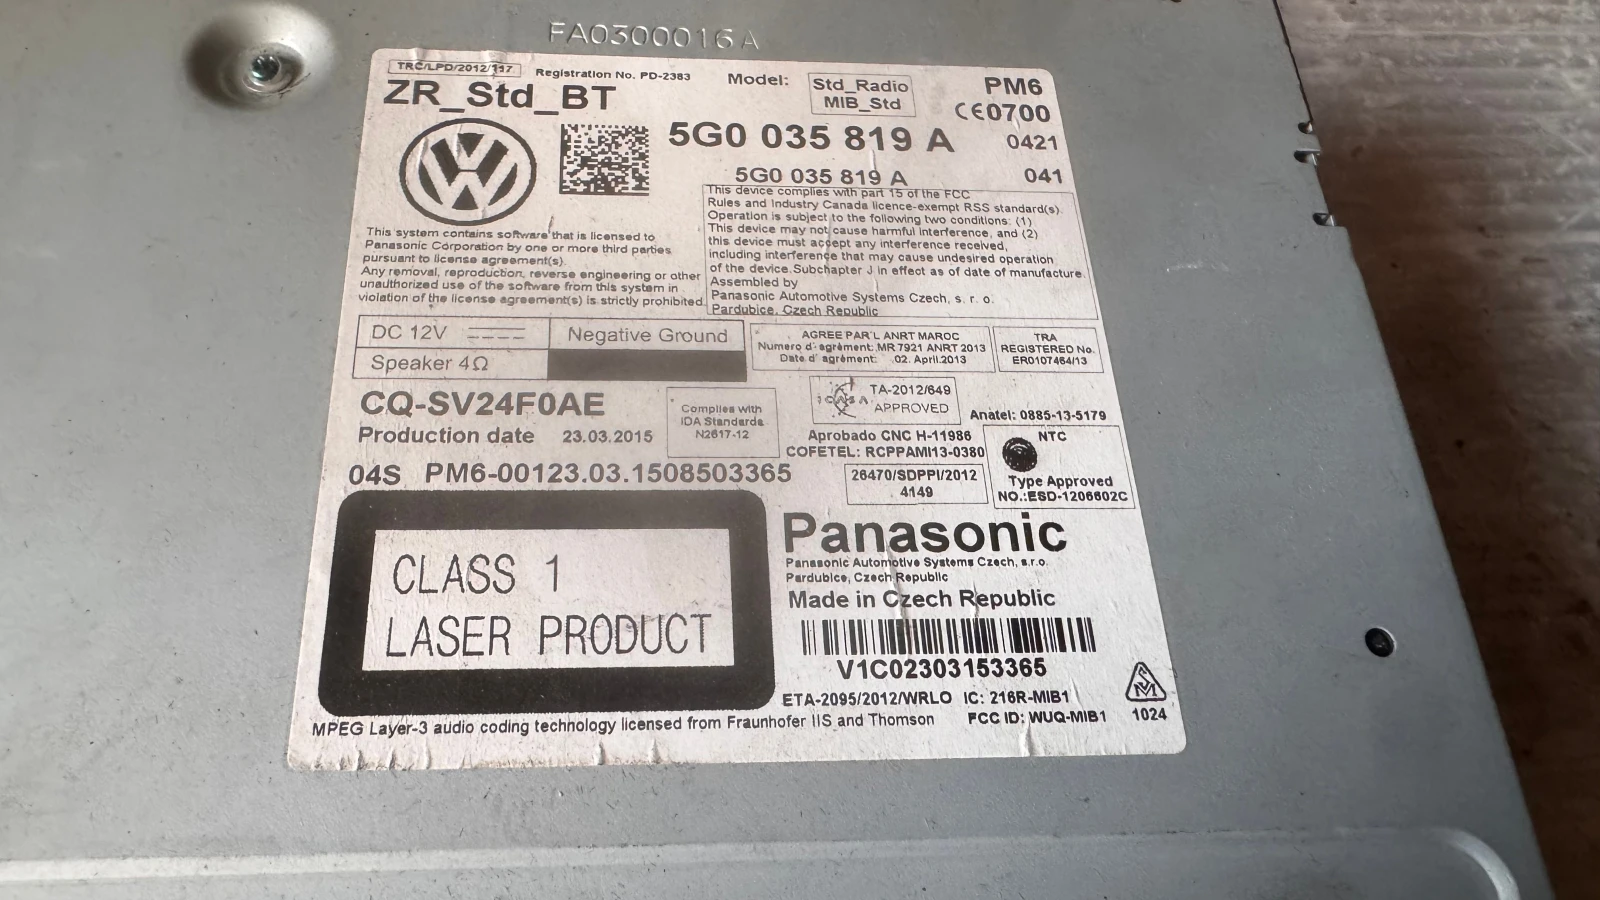 FA0300016A
TRC/LPD/2012/197 Registration No. PD-2383 Model: Std_Radio MIB_Std PM6
ZR_Std_BT
CE0700
5G0 035 819 A 0421
5G0 035 819 A 041
This system contains software that is licensed to
Panasonic Corporation by one or more third parties
pursuant to license agreement(s).
Any removal, reproduction, reverse engineering or other
unauthorized use of the software from this system in
violation of the license agreement(s) is strictly prohibited.
This device complies with part 15 of the FCC
Rules and Industry Canada licence-exempt RSS standard(s).
Operation is subject to the following two conditions: (1)
This device may not cause harmful interference, and (2)
this device must accept any interference received,
including interference that may cause undesired operation
of the device.Subchapter J in effect as of date of manufacture.
Assembled by
Panasonic Automotive Systems Czech, s. r. o.
Pardubice, Czech Republic
DC 12V Negative Ground
Speaker 4Ω
AGREE PAR'L ANRT MAROC
Numero d'agrèment: MR 7921 ANRT 2013
Date d'agrèment: 02. April.2013
TRA
REGISTERED No.
ER0107464/13
CQ-SV24F0AE
Production date 23.03.2015
Complies with
IDA Standards
N2617-12
ICASA
TA-2012/649
APPROVED
Anatel: 0885-13-5179
Aprobado CNC H-11986
COFETEL: RCPPAMI13-0380
NTC
Type Approved
NO.:ESD-1206602C
04S PM6-00123.03.1508503365
26470/SDPPI/2012
4149
CLASS 1
LASER PRODUCT
Panasonic
Panasonic Automotive Systems Czech, s.r.o.
Pardubice, Czech Republic
Made in Czech Republic
V1C02303153365
ETA-2095/2012/WRLO IC: 216R-MIB1
MPEG Layer-3 audio coding technology licensed from Fraunhofer IIS and Thomson FCC ID: WUQ-MIB1
1024